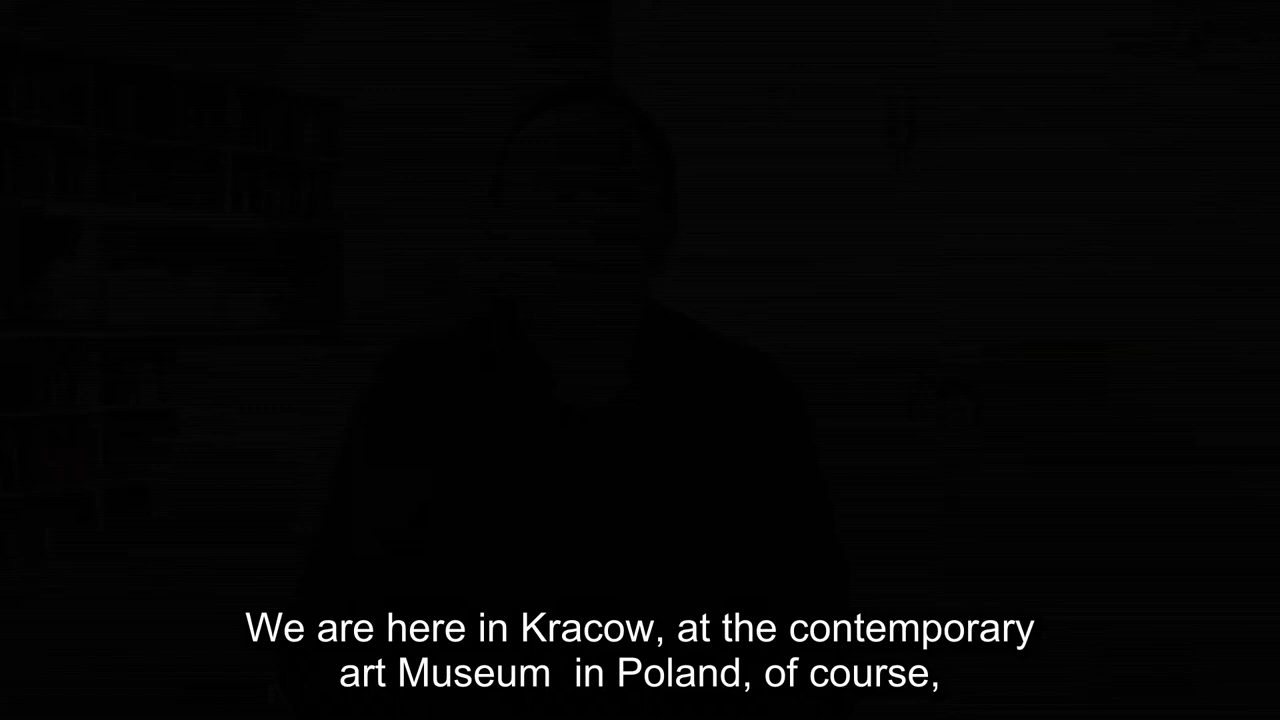 We are here in Kracow, at the contemporary
art Museum  in Poland, of course,